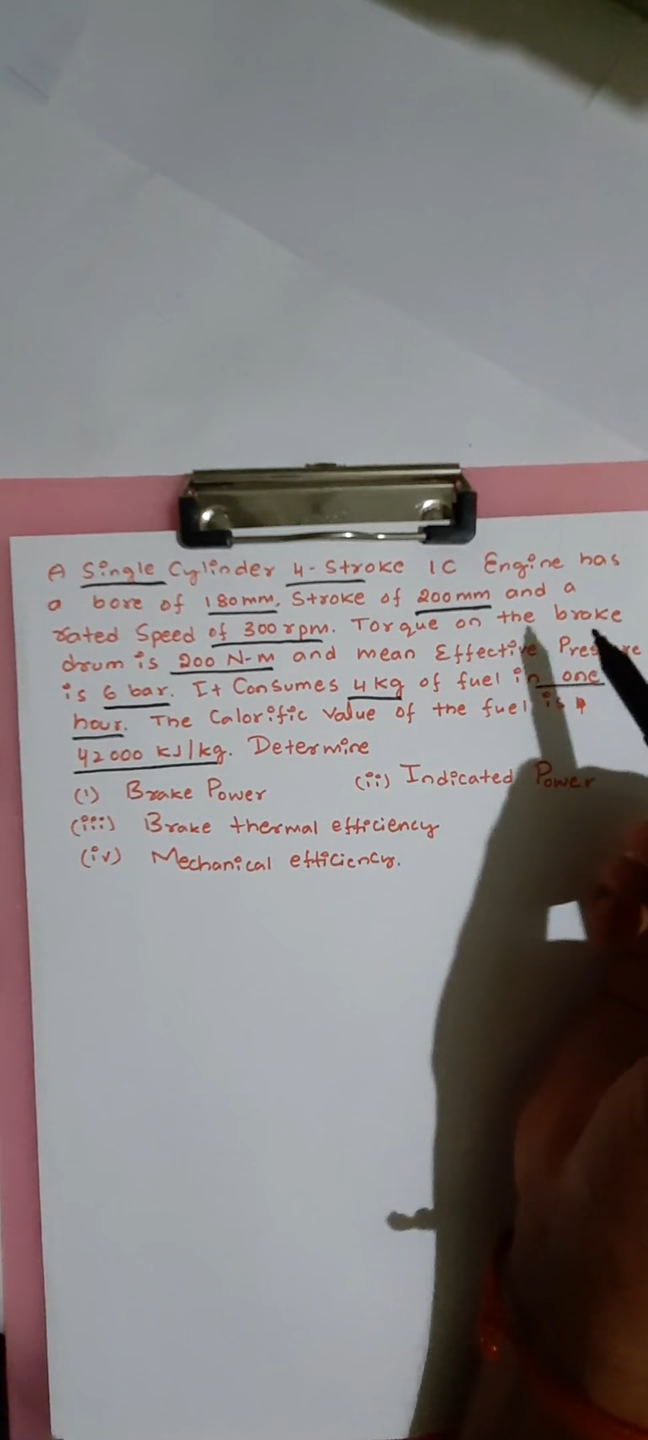 A Single Cylinder 4-Stroke IC Engine has
a bore of 180mm, Stroke of 200mm and a
rated Speed of 300 rpm. Torque on the broke
drum is 200 N-m and mean Effective
is 6 bar. It Consumes 4 kg of fuel in one
hour. The Calorific value of the fuel is
42000 KJ/kg. Determine
(i) Brake Power (ii) Indicated Power
(iii) Brake thermal efficiency
(iv) Mechanical efficiency.